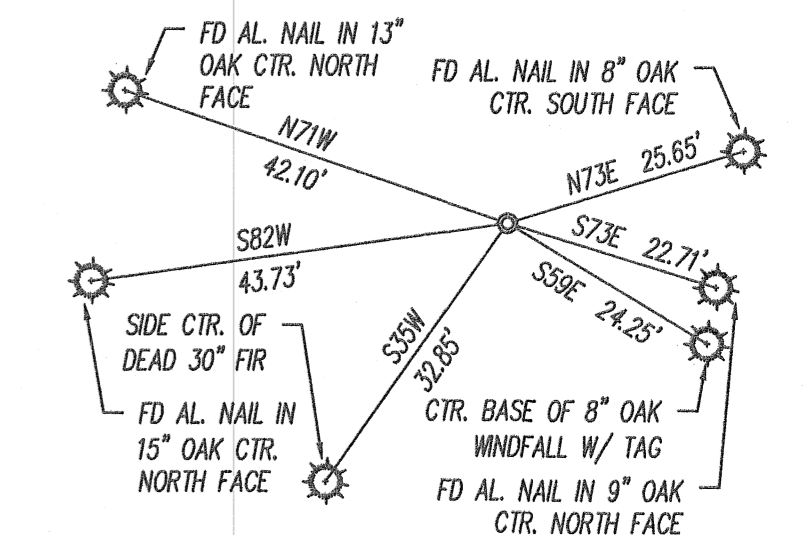 FD AL. NAIL IN 13"
OAK CTR. NORTH
FACE
FD AL. NAIL IN 8" OAK
CTR. SOUTH FACE
N71W
42.10'
N73E 25.65'
S82W
43.73'
S73E 22.71'
S59E 24.25'
S35W
32.85'
SIDE CTR. OF
DEAD 30" FIR
FD AL. NAIL IN
15" OAK CTR.
NORTH FACE
CTR. BASE OF 8" OAK
WINDFALL W/ TAG
FD AL. NAIL IN 9" OAK
CTR. NORTH FACE